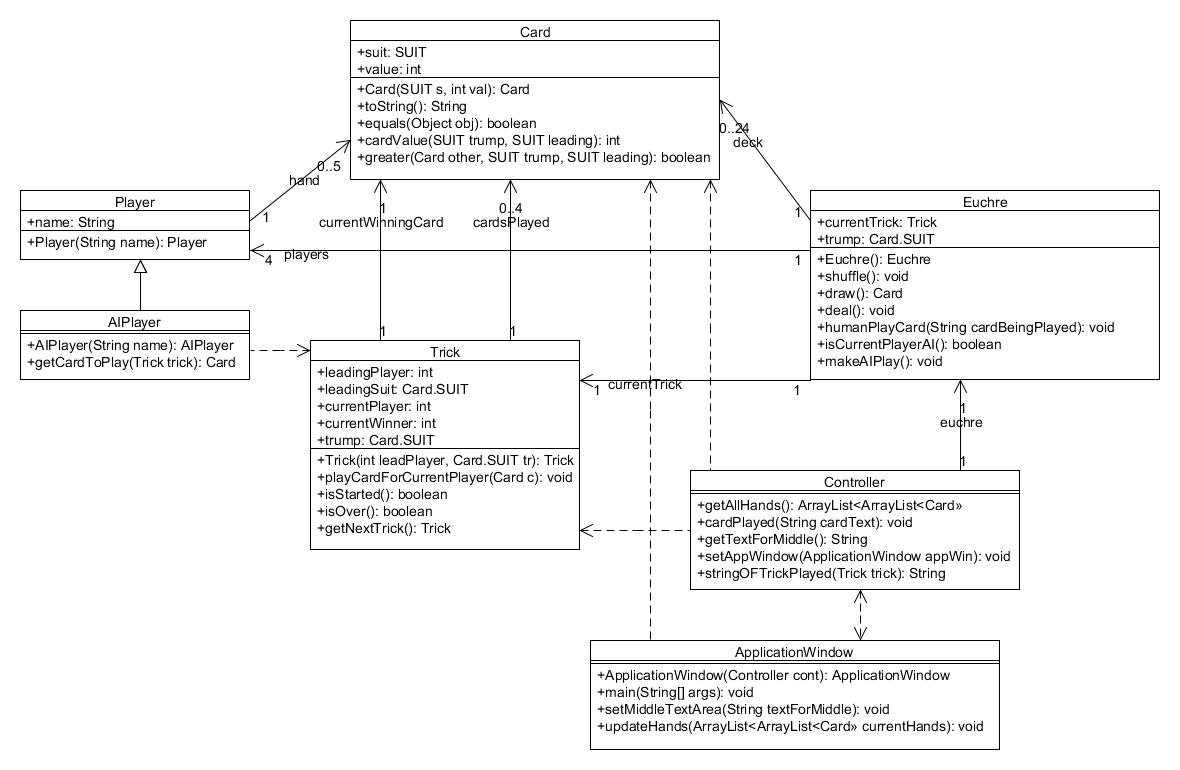 Card
+suit: SUIT
+value: int
+Card(SUIT s, int val): Card
+toString(): String
+equals(Object obj): boolean
+cardValue(SUIT trump, SUIT leading): int
+greater(Card other, SUIT trump, SUIT leading): boolean
0..5
hand
1
1
currentWinningCard
0..4
cardsPlayed
0..24
deck
1
Player
+name: String
+Player(String name): Player
4
players
1
Euchre
+currentTrick: Trick
+trump: Card.SUIT
+Euchre(): Euchre
+shuffle(): void
+draw(): Card
+deal(): void
+humanPlayCard(String cardBeingPlayed): void
+isCurrentPlayerAI(): boolean
+makeAIPlay(): void
AIPlayer
+AIPlayer(String name): AIPlayer
+getCardToPlay(Trick trick): Card
1
1
Trick
+leadingPlayer: int
+leadingSuit: Card.SUIT
+currentPlayer: int
+currentWinner: int
+trump: Card.SUIT
+Trick(int leadPlayer, Card.SUIT tr): Trick
+playCardForCurrentPlayer(Card c): void
+isStarted(): boolean
+isOver(): boolean
+getNextTrick(): Trick
1
currentTrick
1
1
euchre
1
Controller
+getAllHands(): ArrayList<ArrayList<Card»
+cardPlayed(String cardText): void
+getTextForMiddle(): String
+setAppWindow(ApplicationWindow appWin): void
+stringOFTrickPlayed(Trick trick): String
ApplicationWindow
+ApplicationWindow(Controller cont): ApplicationWindow
+main(String[] args): void
+setMiddleTextArea(String textForMiddle): void
+updateHands(ArrayList<ArrayList<Card» currentHands): void